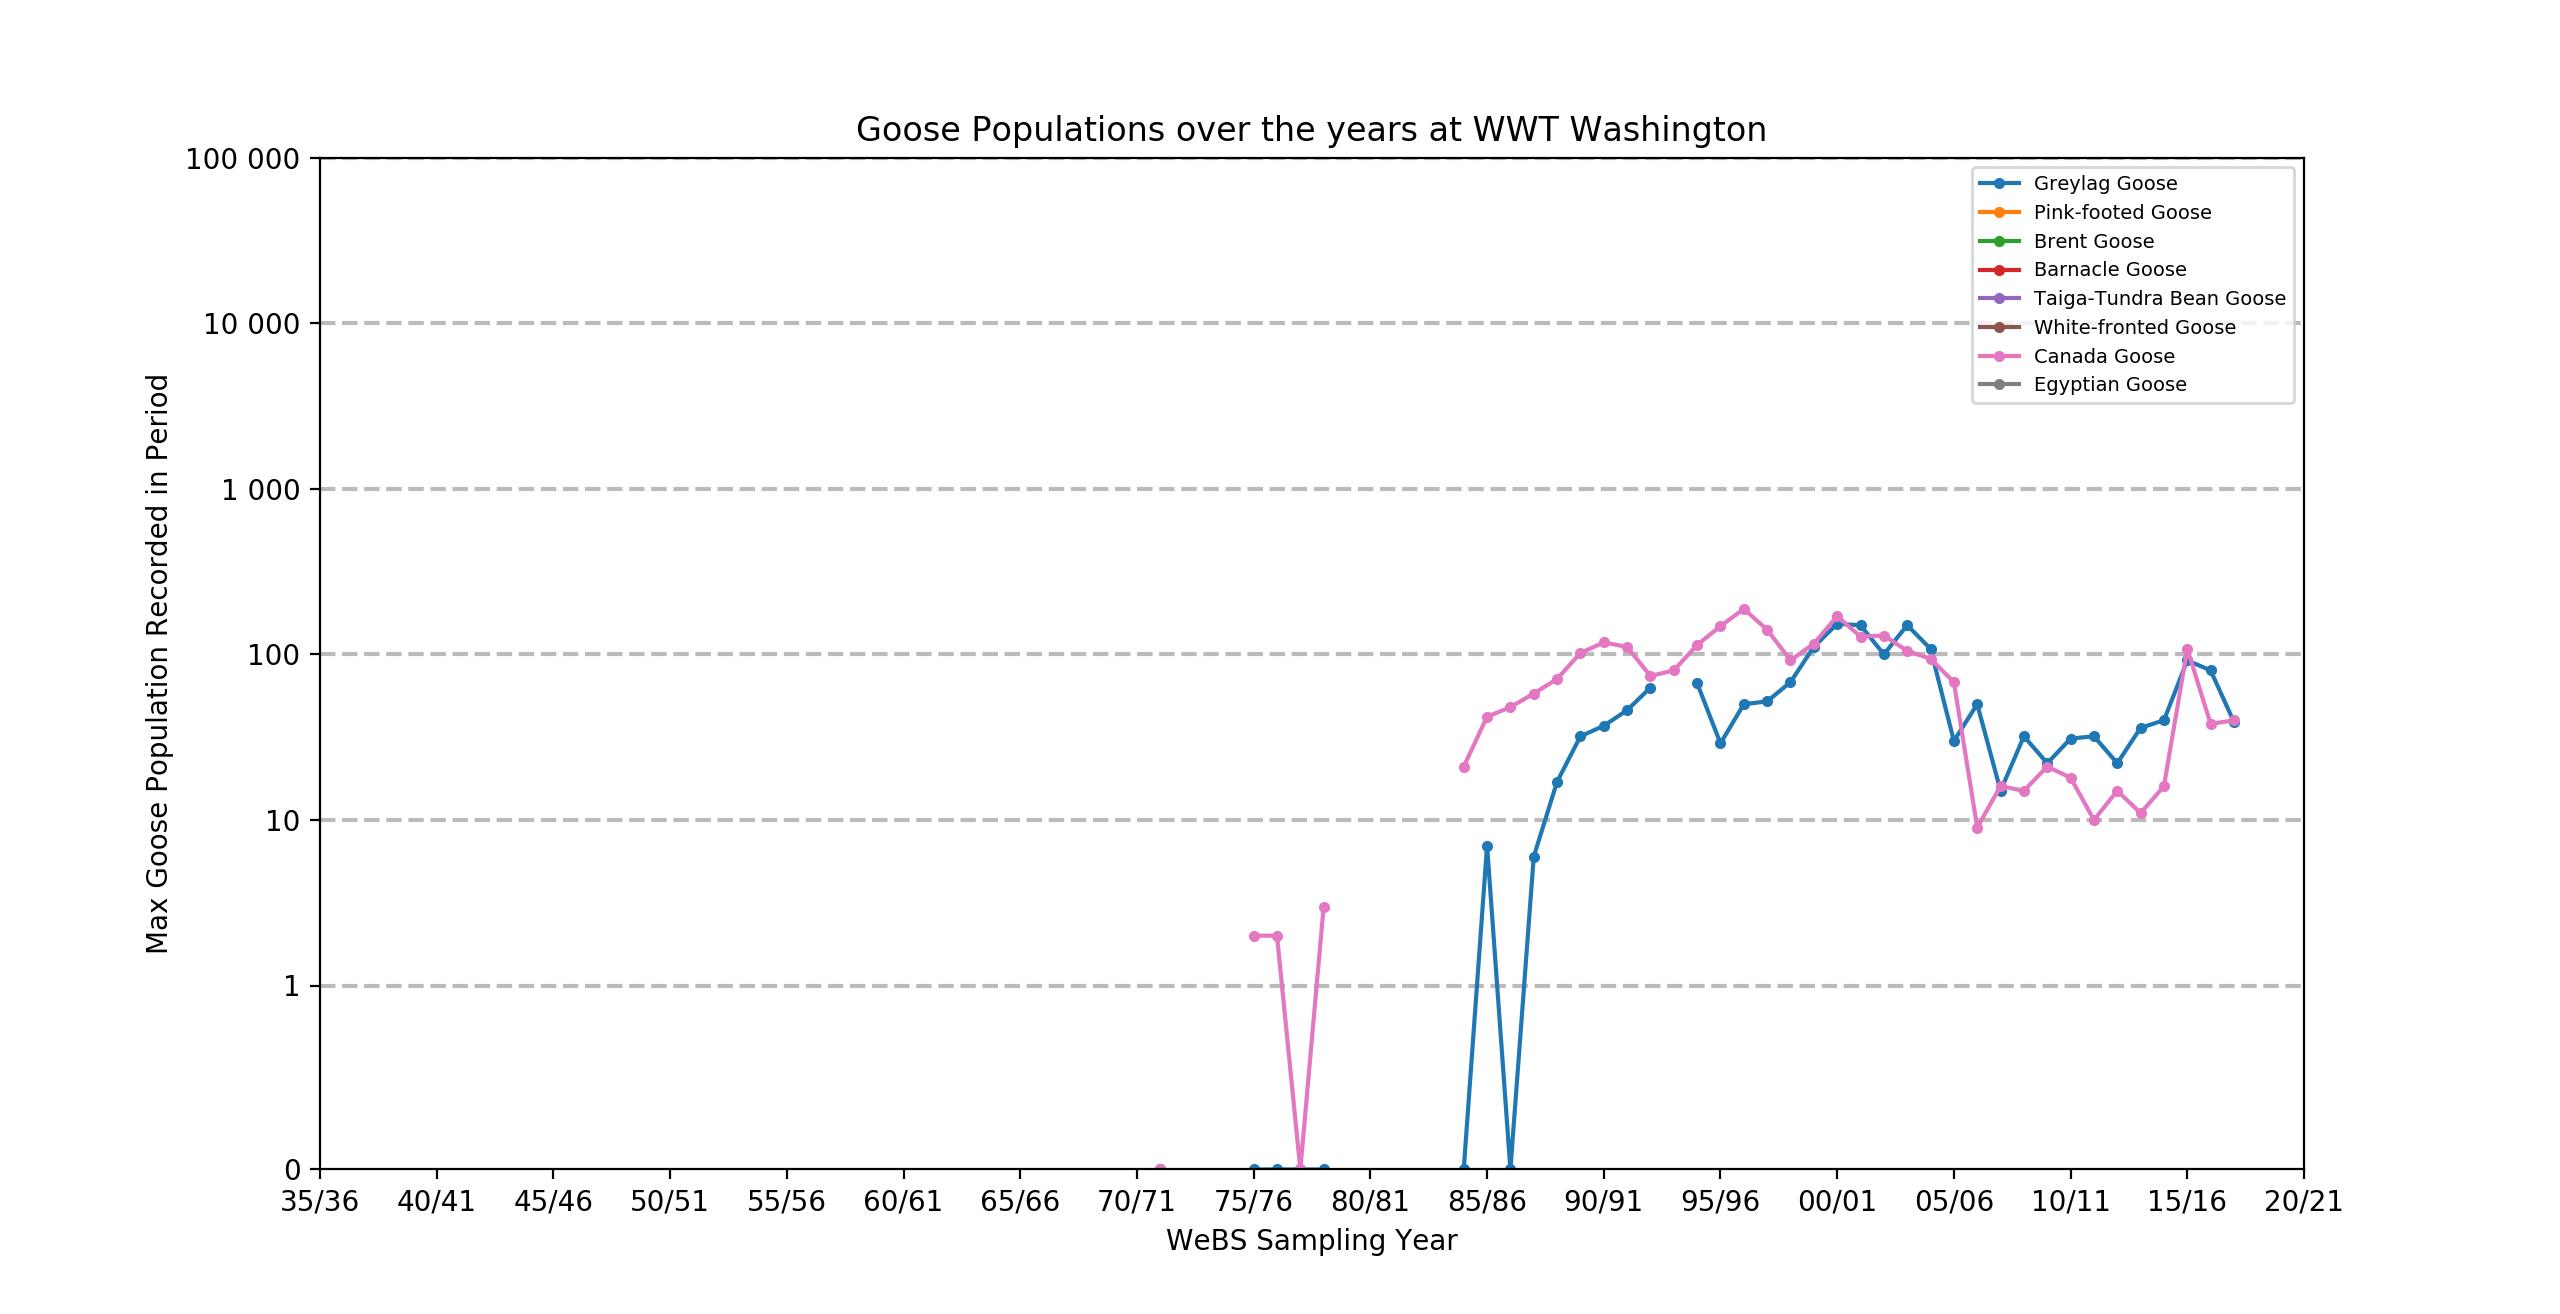 Goose Populations over the years at WWT Washington
100 000
10 000
1 000
100
10
1
0
Max Goose Population Recorded in Period
Greylag Goose
Pink-footed Goose
Brent Goose
Barnacle Goose
Taiga-Tundra Bean Goose
White-fronted Goose
Canada Goose
Egyptian Goose
35/36 40/41 45/46 50/51 55/56 60/61 65/66 70/71 75/76 80/81 85/86 90/91 95/96 00/01 05/06 10/11 15/16 20/21
WeBS Sampling Year